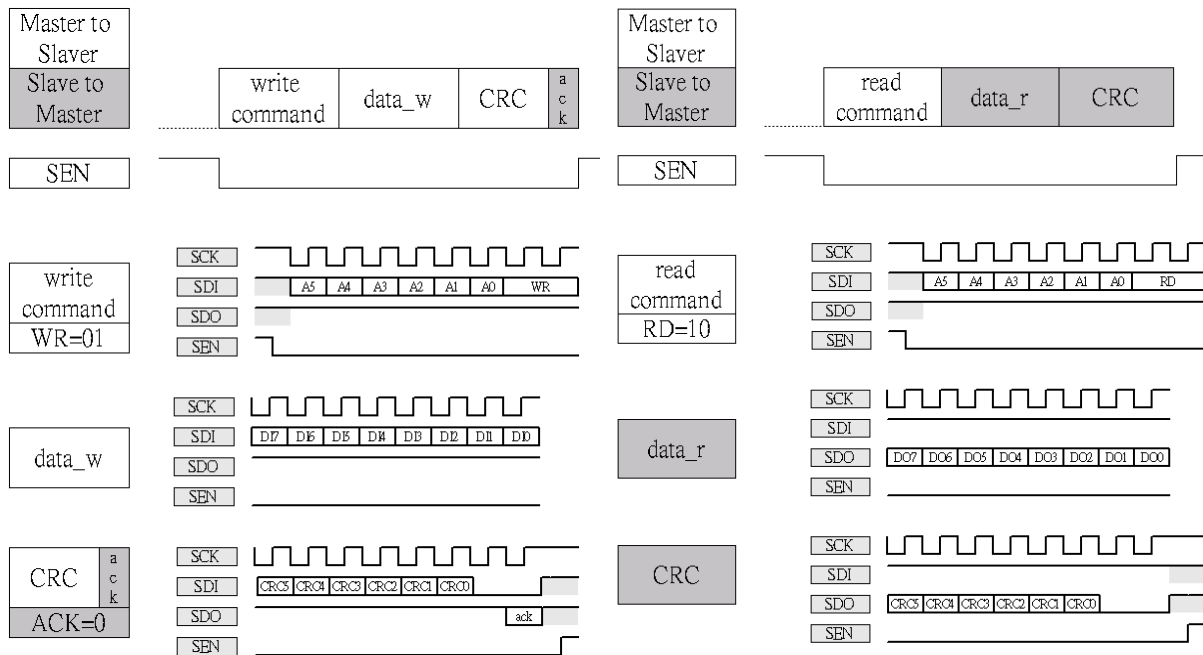 Master to
Slaver
Slave to
Master
write
command
data_w
CRC
a
c
k
SEN
write
command
WR=01
SCK
SDI
A5 A4 A3 A2 A1 A0 WR
SDO
SEN
data_w
SCK
SDI
DI7 DI6 DI5 DI4 DI3 DI2 DI1 DI0
SDO
SEN
CRC
a
c
k
ACK=0
SCK
SDI
CRC5 CRC4 CRC3 CRC2 CRC1 CRC0
SDO
ack
SEN
Master to
Slaver
Slave to
Master
read
command
data_r
CRC
SEN
read
command
RD=10
SCK
SDI
A5 A4 A3 A2 A1 A0 RD
SDO
SEN
data_r
SCK
SDI
SDO
DO7 DO6 DO5 DO4 DO3 DO2 DO1 DO0
SEN
CRC
SCK
SDI
SDO
CRC5 CRC4 CRC3 CRC2 CRC1 CRC0
SEN